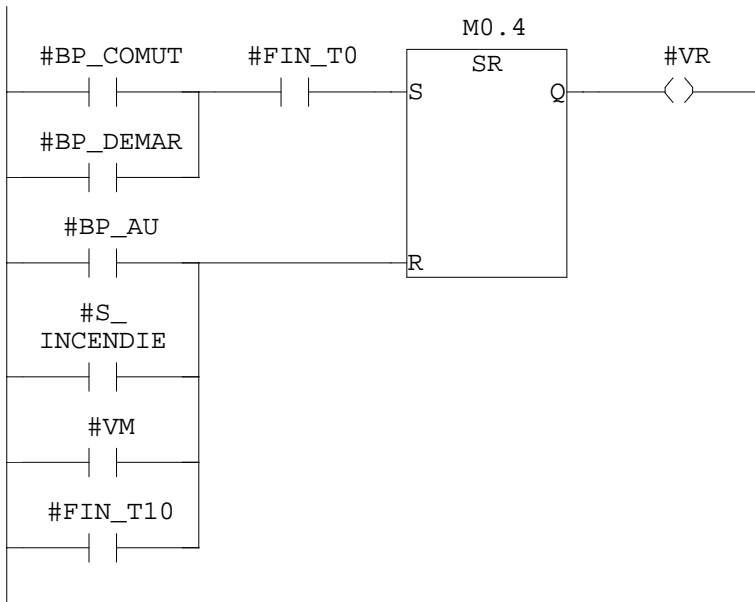 M0.4
#BP_COMUT #FIN_T0 SR #VR
S Q
#BP_DEMAR
#BP_AU
R
#S_
INCENDIE
#VM
#FIN_T10